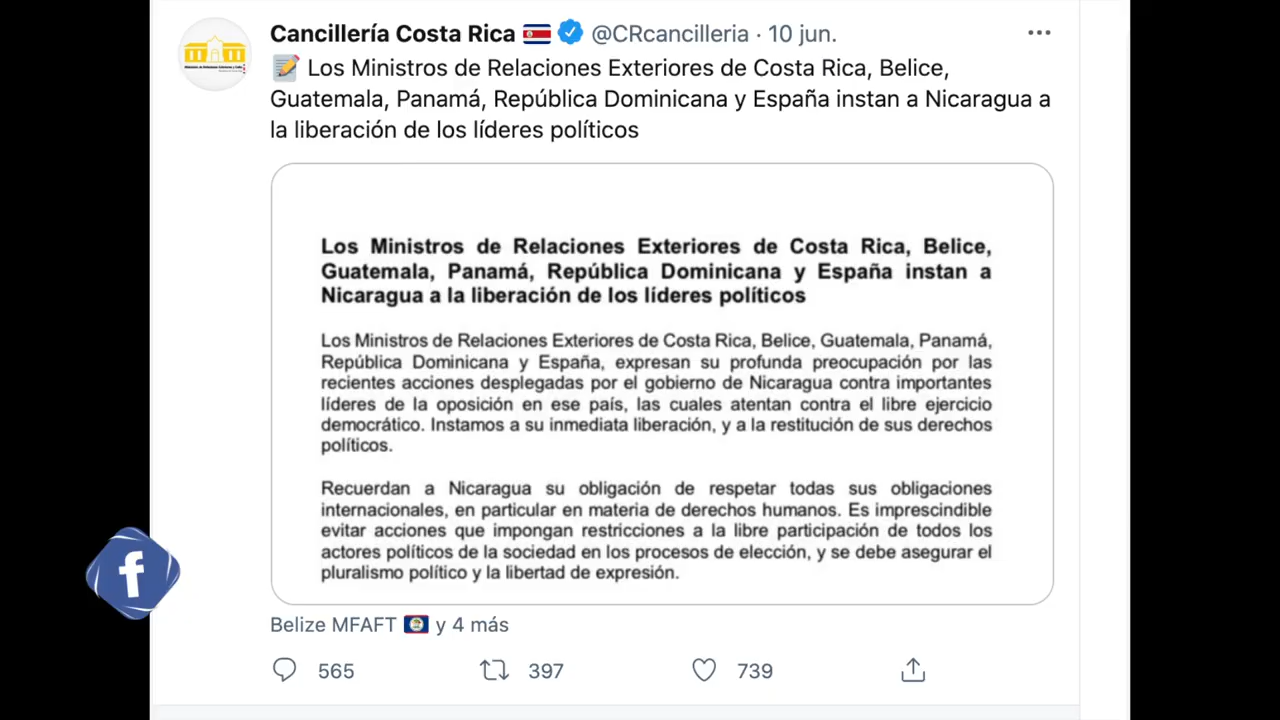 Cancillería Costa Rica 🇨🇷 @CRcancilleria · 10 jun.
📝 Los Ministros de Relaciones Exteriores de Costa Rica, Belice,
Guatemala, Panamá, República Dominicana y España instan a Nicaragua a
la liberación de los líderes políticos
Los Ministros de Relaciones Exteriores de Costa Rica, Belice,
Guatemala, Panamá, República Dominicana y España instan a
Nicaragua a la liberación de los líderes políticos
Los Ministros de Relaciones Exteriores de Costa Rica, Belice, Guatemala, Panamá,
República Dominicana y España, expresan su profunda preocupación por las
recientes acciones desplegadas por el gobierno de Nicaragua contra importantes
líderes de la oposición en ese país, las cuales atentan contra el libre ejercicio
democrático. Instamos a su inmediata liberación, y a la restitución de sus derechos
políticos.
Recuerdan a Nicaragua su obligación de respetar todas sus obligaciones
internacionales, en particular en materia de derechos humanos. Es imprescindible
evitar acciones que impongan restricciones a la libre participación de todos los
actores políticos de la sociedad en los procesos de elección, y se debe asegurar el
pluralismo político y la libertad de expresión.
Belize MFAFT 🇧🇿 y 4 más
565 397 739
f